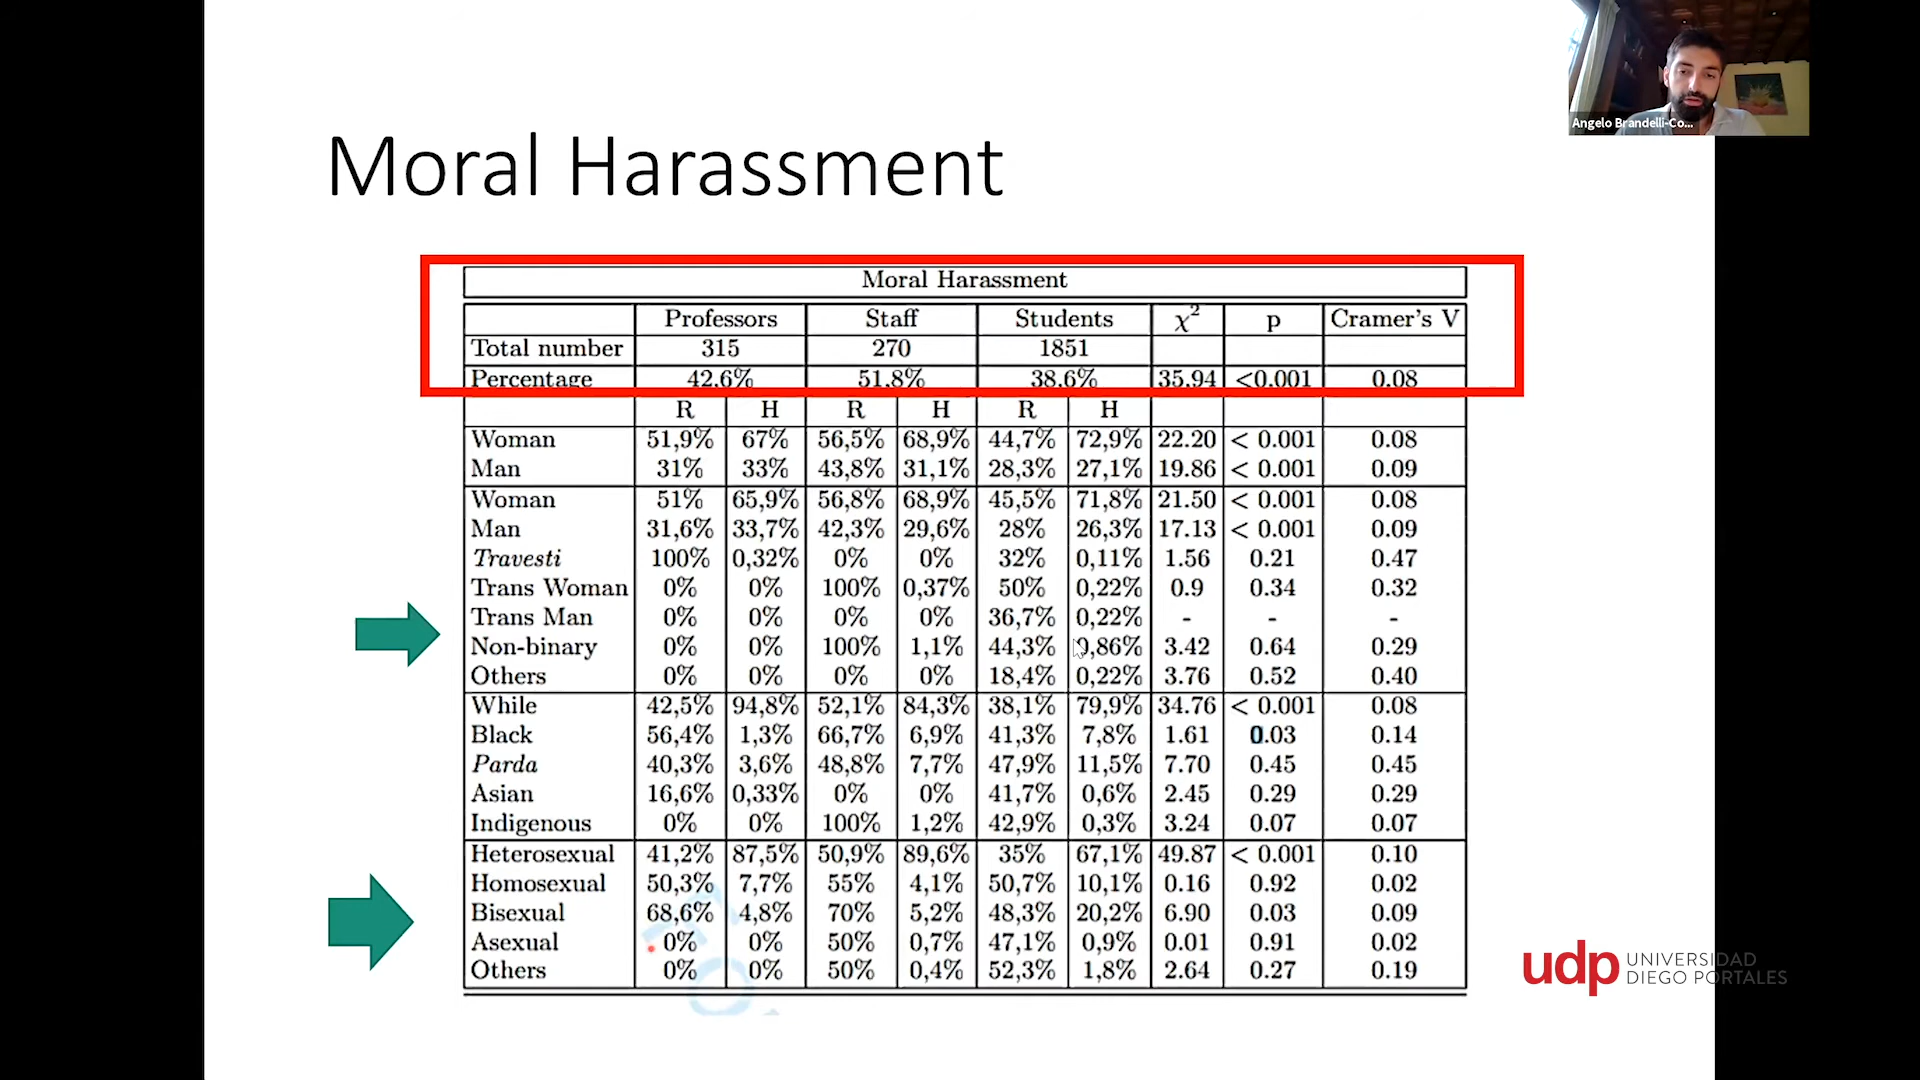 Angelo Brandelli-Co...
Moral Harassment
Moral Harassment
Professors Staff Students χ² p Cramer's V
Total number 315 270 1851
Percentage 42,6% 51,8% 38,6% 35.94 <0.001 0.08
R H R H R H
Woman 51,9% 67% 56,5% 68,9% 44,7% 72,9% 22.20 < 0.001 0.08
Man 31% 33% 43,8% 31,1% 28,3% 27,1% 19.86 < 0.001 0.09
Woman 51% 65,9% 56,8% 68,9% 45,5% 71,8% 21.50 < 0.001 0.08
Man 31,6% 33,7% 42,3% 29,6% 28% 26,3% 17.13 < 0.001 0.09
Travesti 100% 0,32% 0% 0% 32% 0,11% 1.56 0.21 0.47
Trans Woman 0% 0% 100% 0,37% 50% 0,22% 0.9 0.34 0.32
Trans Man 0% 0% 0% 0% 36,7% 0,22% - - -
Non-binary 0% 0% 100% 1,1% 44,3% 0,86% 3.42 0.64 0.29
Others 0% 0% 0% 0% 18,4% 0,22% 3.76 0.52 0.40
While 42,5% 94,8% 52,1% 84,3% 38,1% 79,9% 34.76 < 0.001 0.08
Black 56,4% 1,3% 66,7% 6,9% 41,3% 7,8% 1.61 0.03 0.14
Parda 40,3% 3,6% 48,8% 7,7% 47,9% 11,5% 7.70 0.45 0.45
Asian 16,6% 0,33% 0% 0% 41,7% 0,6% 2.45 0.29 0.29
Indigenous 0% 0% 100% 1,2% 42,9% 0,3% 3.24 0.07 0.07
Heterosexual 41,2% 87,5% 50,9% 89,6% 35% 67,1% 49.87 < 0.001 0.10
Homosexual 50,3% 7,7% 55% 4,1% 50,7% 10,1% 0.16 0.92 0.02
Bisexual 68,6% 4,8% 70% 5,2% 48,3% 20,2% 6.90 0.03 0.09
Asexual 0% 0% 50% 0,7% 47,1% 0,9% 0.01 0.91 0.02
Others 0% 0% 50% 0,4% 52,3% 1,8% 2.64 0.27 0.19
udp UNIVERSIDAD
DIEGO PORTALES